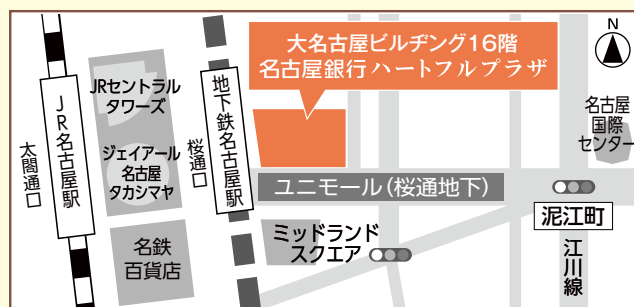 大名古屋ビルヂング16階
名古屋銀行ハートフルプラザ
N
JRセントラル
タワーズ
地下鉄名古屋駅
JR名古屋駅
太閤通口
ジェイアール
名古屋
タカシマヤ
桜通口
名古屋
国際
センター
ユニモール(桜通地下)
泥江町
名鉄
百貨店
ミッドランド
スクエア
江川線